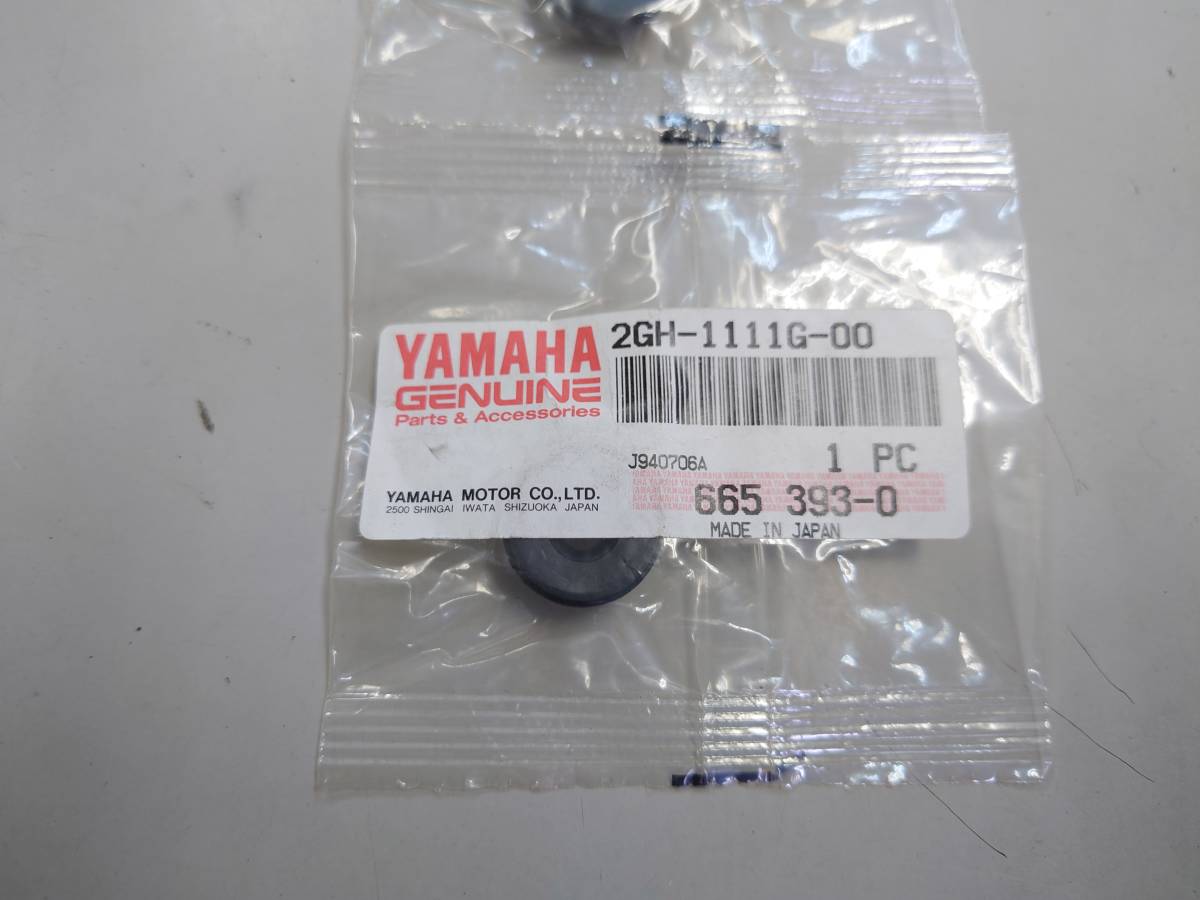 YAMAHA
GENUINE
Parts & Accessories
2GH-1111G-00
J940706A
1 PC
665 393-0
YAMAHA MOTOR CO.,LTD.
2500 SHINGAI IWATA SHIZUOKA JAPAN
MADE IN JAPAN